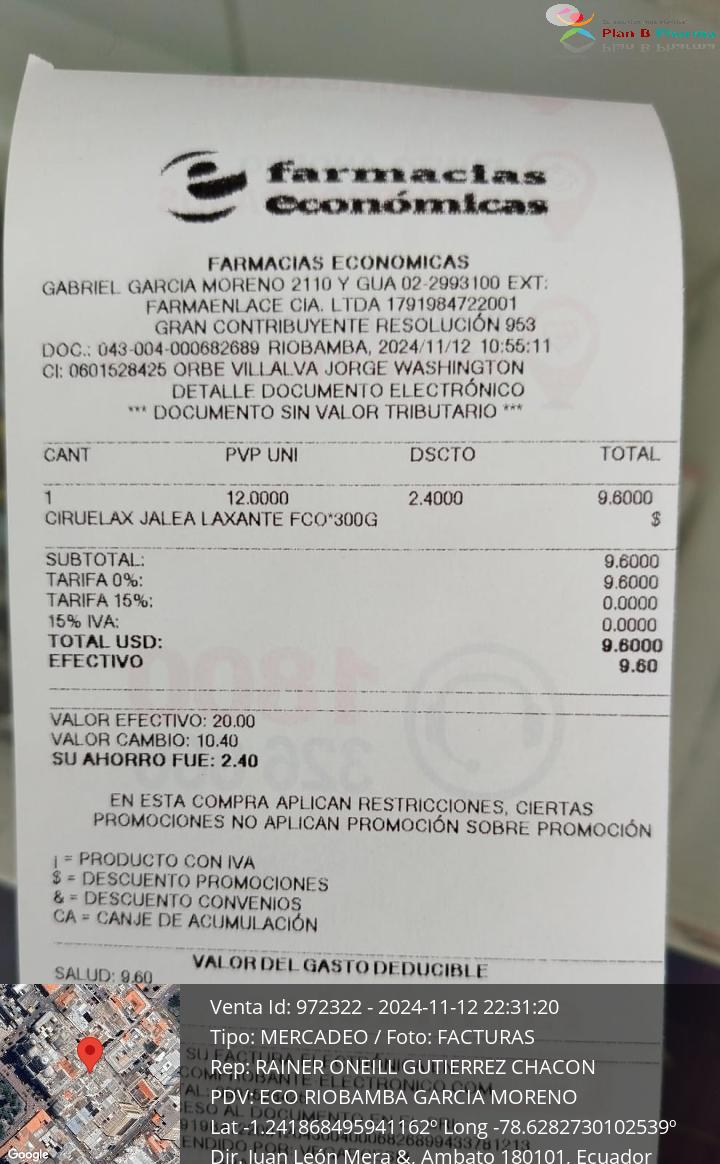 Plan B Pharma
farmacias
económicas
FARMACIAS ECONOMICAS
GABRIEL GARCIA MORENO 2110 Y GUA 02-2993100 EXT:
FARMAENLACE CIA. LTDA 1791984722001
GRAN CONTRIBUYENTE RESOLUCIÓN 953
DOC.: 043-004-000682689 RIOBAMBA, 2024/11/12 10:55:11
CI: 0601528425 ORBE VILLALVA JORGE WASHINGTON
DETALLE DOCUMENTO ELECTRÓNICO
*** DOCUMENTO SIN VALOR TRIBUTARIO ***
CANT PVP UNI DSCTO TOTAL
1 12.0000 2.4000 9.6000
CIRUELAX JALEA LAXANTE FCO*300G $
SUBTOTAL: 9.6000
TARIFA 0%: 9.6000
TARIFA 15%: 0.0000
15% IVA: 0.0000
TOTAL USD: 9.6000
EFECTIVO 9.60
VALOR EFECTIVO: 20.00
VALOR CAMBIO: 10.40
SU AHORRO FUE: 2.40
EN ESTA COMPRA APLICAN RESTRICCIONES, CIERTAS
PROMOCIONES NO APLICAN PROMOCIÓN SOBRE PROMOCIÓN
¡ = PRODUCTO CON IVA
$ = DESCUENTO PROMOCIONES
& = DESCUENTO CONVENIOS
CA = CANJE DE ACUMULACIÓN
VALOR DEL GASTO DEDUCIBLE
SALUD: 9.60
Venta Id: 972322 - 2024-11-12 22:31:20
Tipo: MERCADEO / Foto: FACTURAS
Rep: RAINER ONEILL GUTIERREZ CHACON
PDV: ECO RIOBAMBA GARCIA MORENO
Lat -1.241868495941162º Long -78.6282730102539º
Dir. Juan León Mera &, Ambato 180101, Ecuador
Google